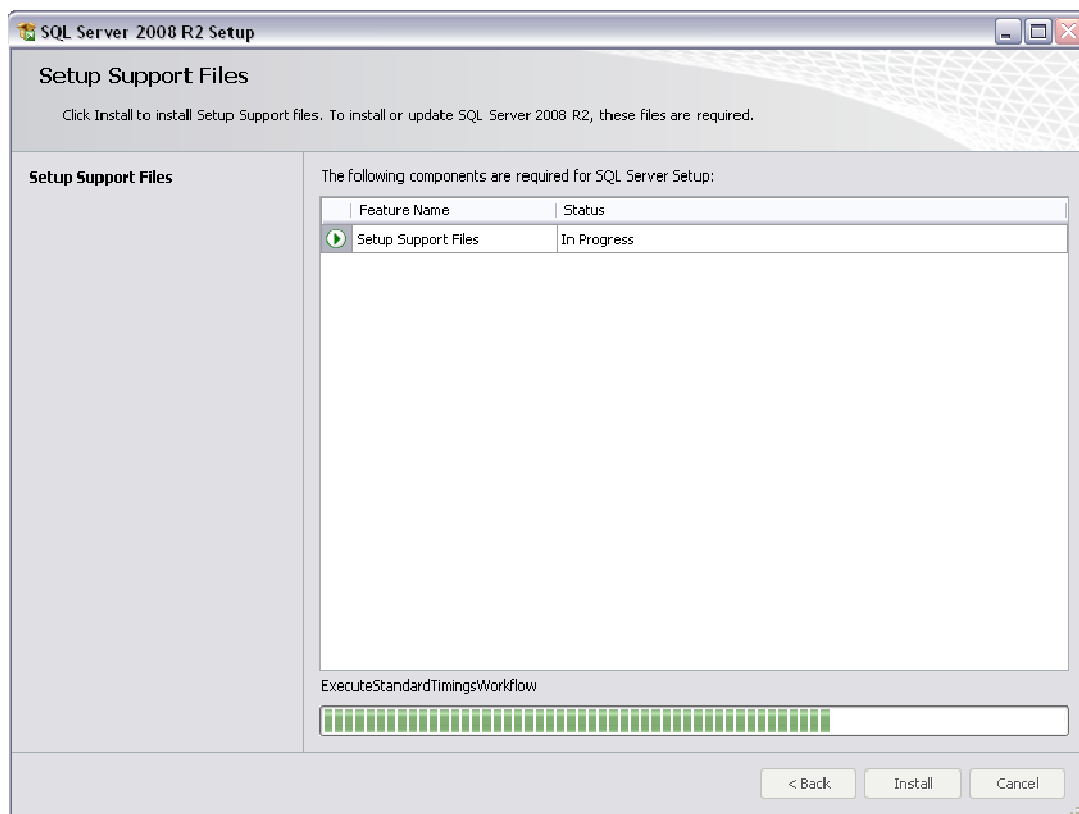 SQL Server 2008 R2 Setup
Setup Support Files
Click Install to install Setup Support files. To install or update SQL Server 2008 R2, these files are required.
Setup Support Files
The following components are required for SQL Server Setup:
Feature Name Status
Setup Support Files In Progress
ExecuteStandardTimingsWorkflow
< Back Install Cancel